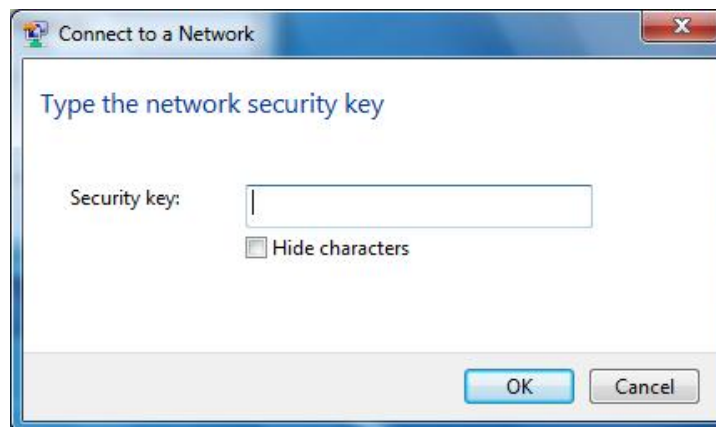 Connect to a Network
Type the network security key
Security key:
Hide characters
OK Cancel